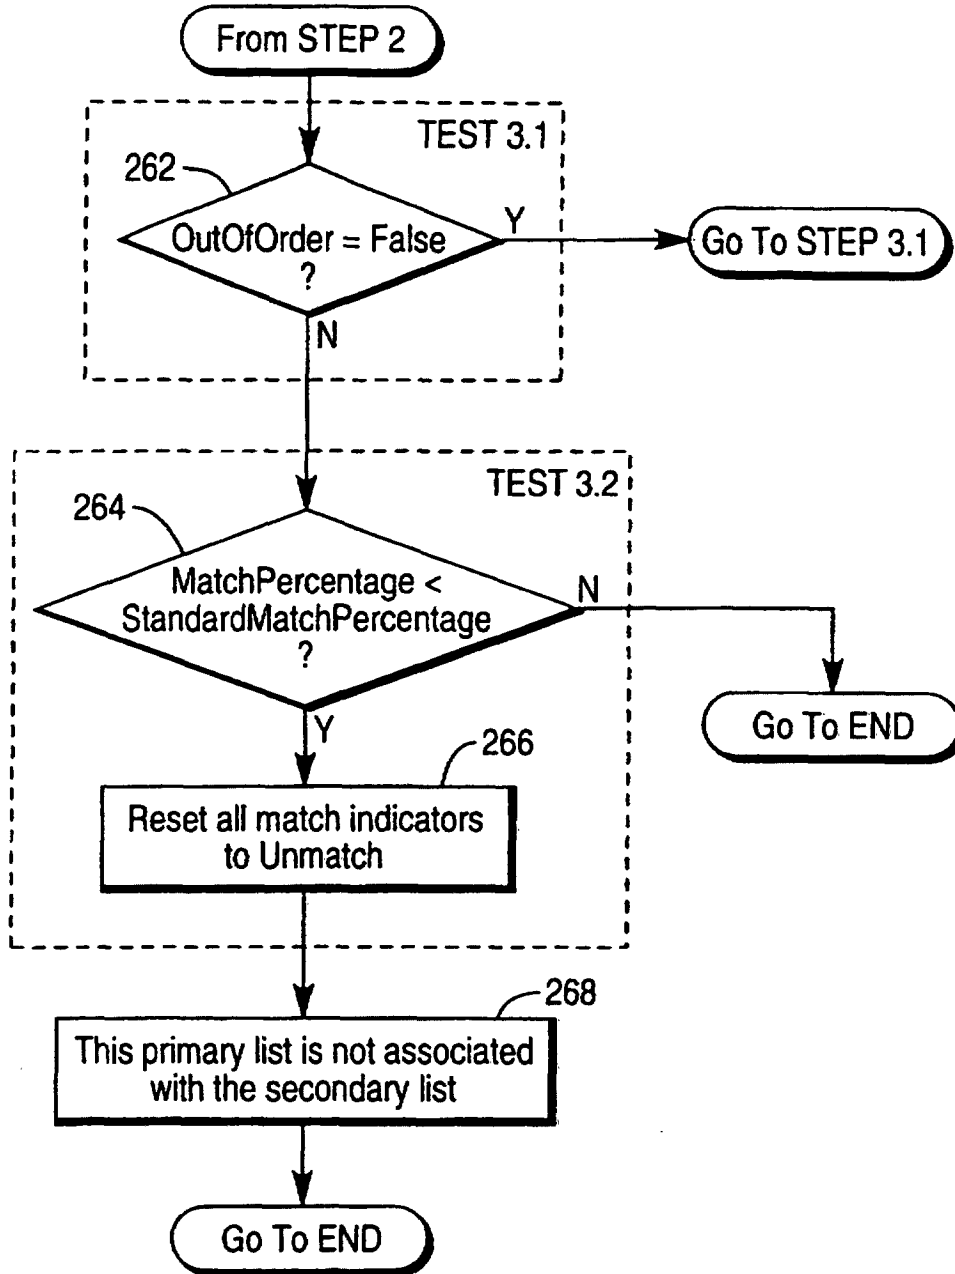 From STEP 2
TEST 3.1
262
OutOfOrder = False
?
Y
Go To STEP 3.1
N
TEST 3.2
264
MatchPercentage <
StandardMatchPercentage
?
N
Go To END
Y
266
Reset all match indicators
to Unmatch
268
This primary list is not associated
with the secondary list
Go To END